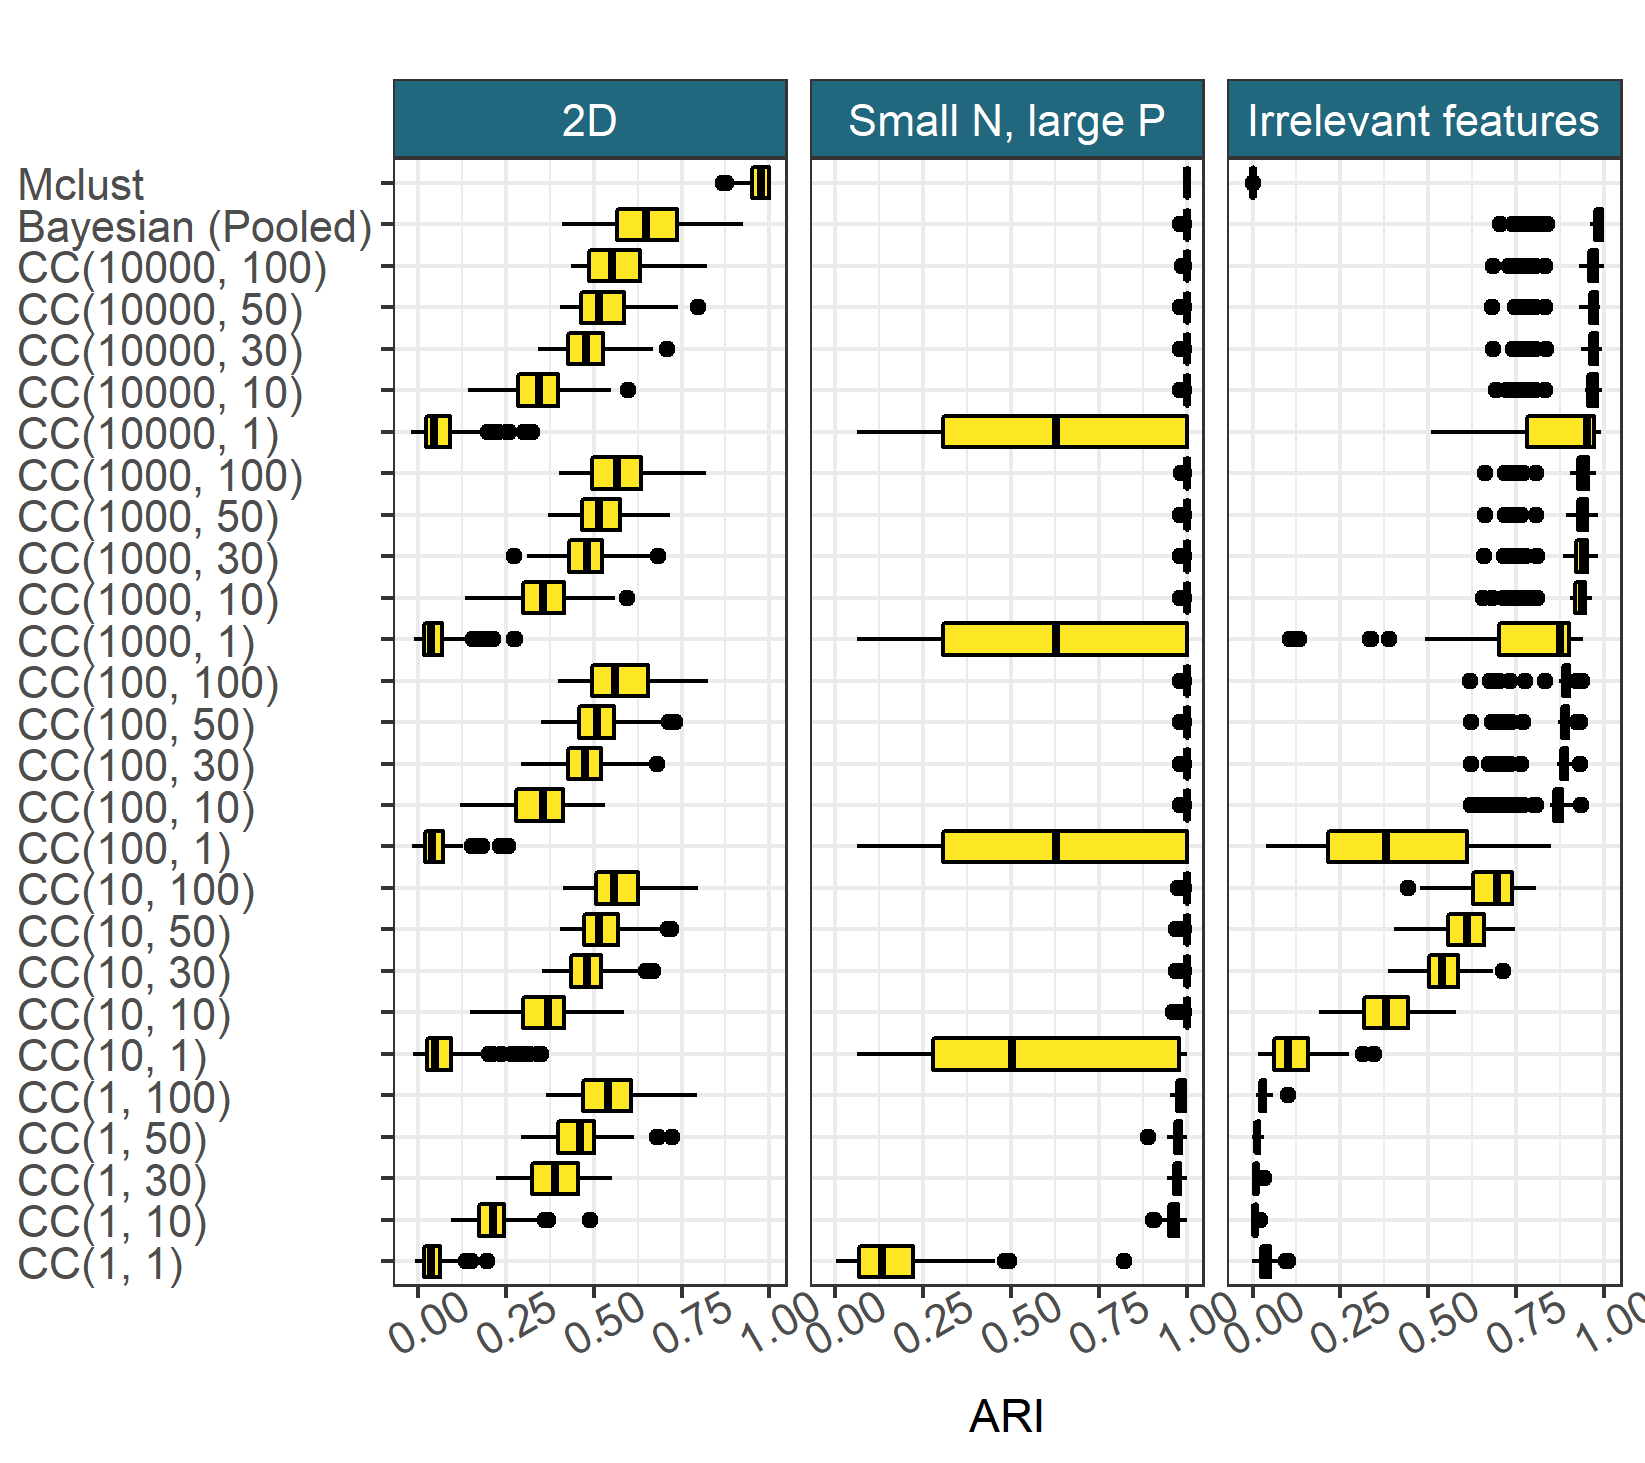 2D
Small N, large P
Irrelevant features
Mclust
Bayesian (Pooled)
CC(10000, 100)
CC(10000, 50)
CC(10000, 30)
CC(10000, 10)
CC(10000, 1)
CC(1000, 100)
CC(1000, 50)
CC(1000, 30)
CC(1000, 10)
CC(1000, 1)
CC(100, 100)
CC(100, 50)
CC(100, 30)
CC(100, 10)
CC(100, 1)
CC(10, 100)
CC(10, 50)
CC(10, 30)
CC(10, 10)
CC(10, 1)
CC(1, 100)
CC(1, 50)
CC(1, 30)
CC(1, 10)
CC(1, 1)
0.00 0.25 0.50 0.75 1.00
0.00 0.25 0.50 0.75 1.00
0.00 0.25 0.50 0.75 1.00
ARI